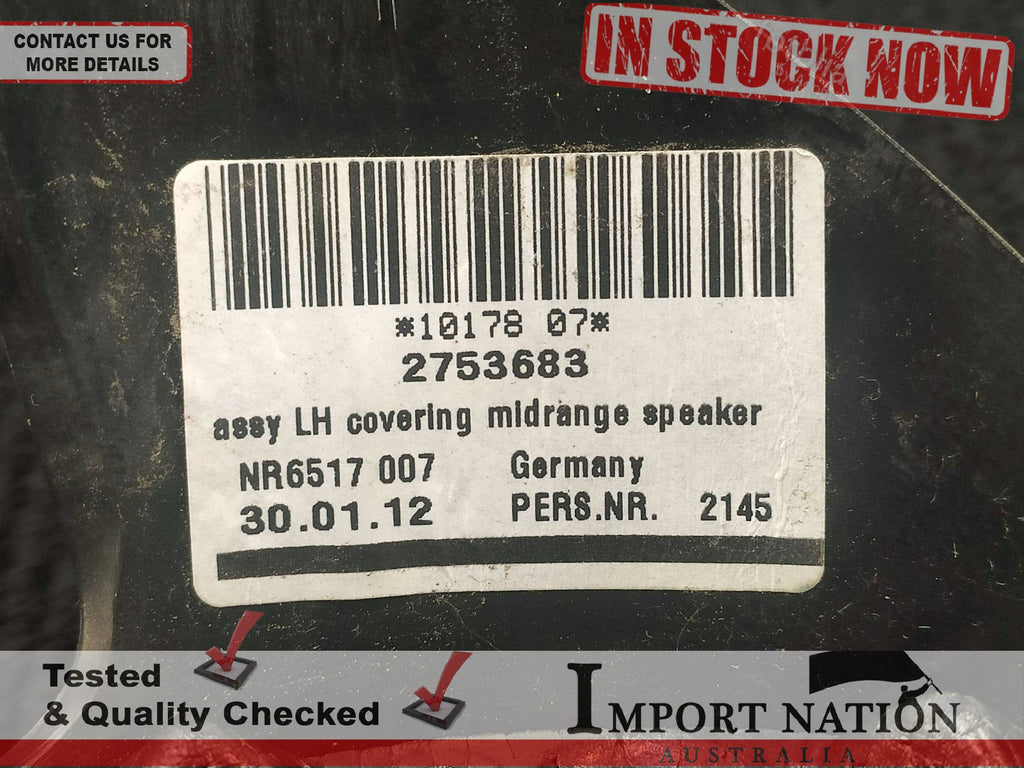 CONTACT US FOR
MORE DETAILS
IN STOCK NOW
*10178 07*
2753683
assy LH covering midrange speaker
NR6517 007 Germany
30.01.12 PERS.NR. 2145
Tested
& Quality Checked
IMPORT NATION
AUSTRALIA